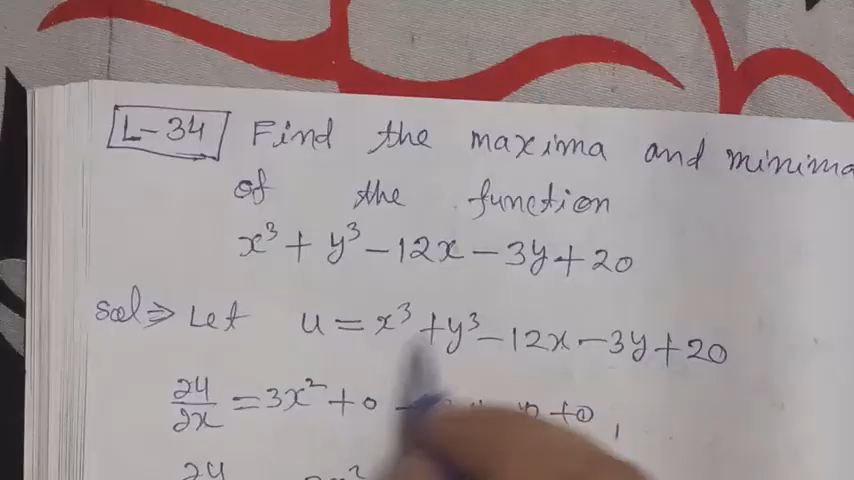 L-34 Find the maxima and minima
of the function
x³ + y³ - 12x - 3y + 20
Sol ⇒ Let u = x³ + y³ - 12x - 3y + 20
∂u/∂x = 3x² + 0 - +0,
∂u